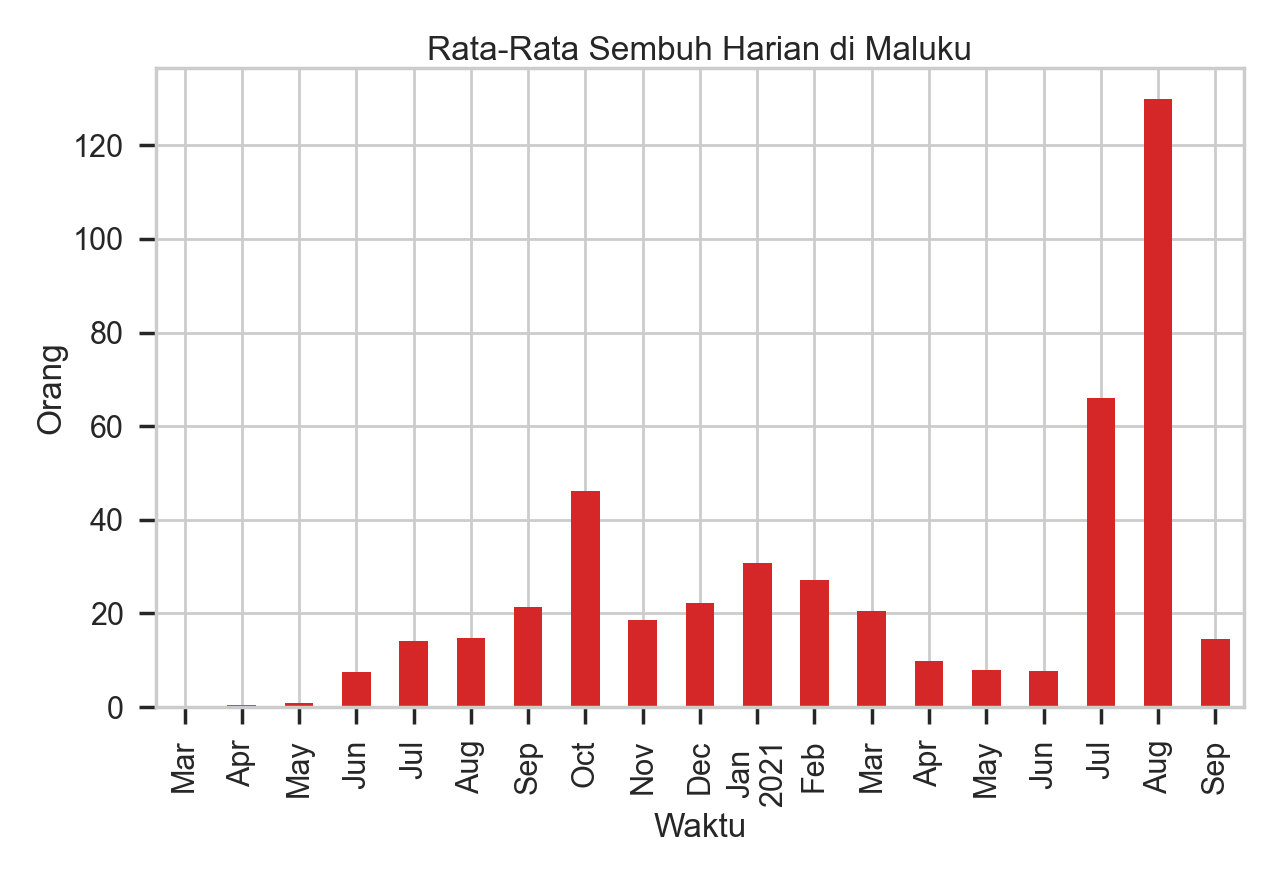 Rata-Rata Sembuh Harian di Maluku
120
100
80
60
40
20
0
Orang
Mar
Apr
May
Jun
Jul
Aug
Sep
Oct
Nov
Dec
Jan
2021
Feb
Mar
Apr
May
Jun
Jul
Aug
Sep
Waktu